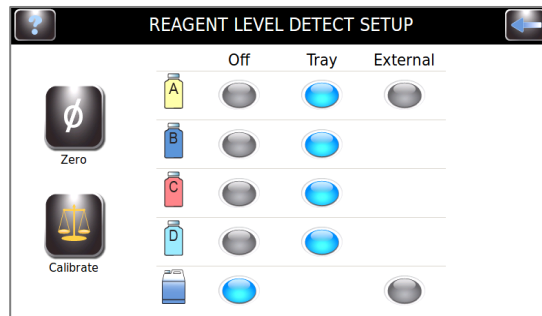 ?
REAGENT LEVEL DETECT SETUP
Off Tray External
A
ø
Zero
B
C
D
Calibrate